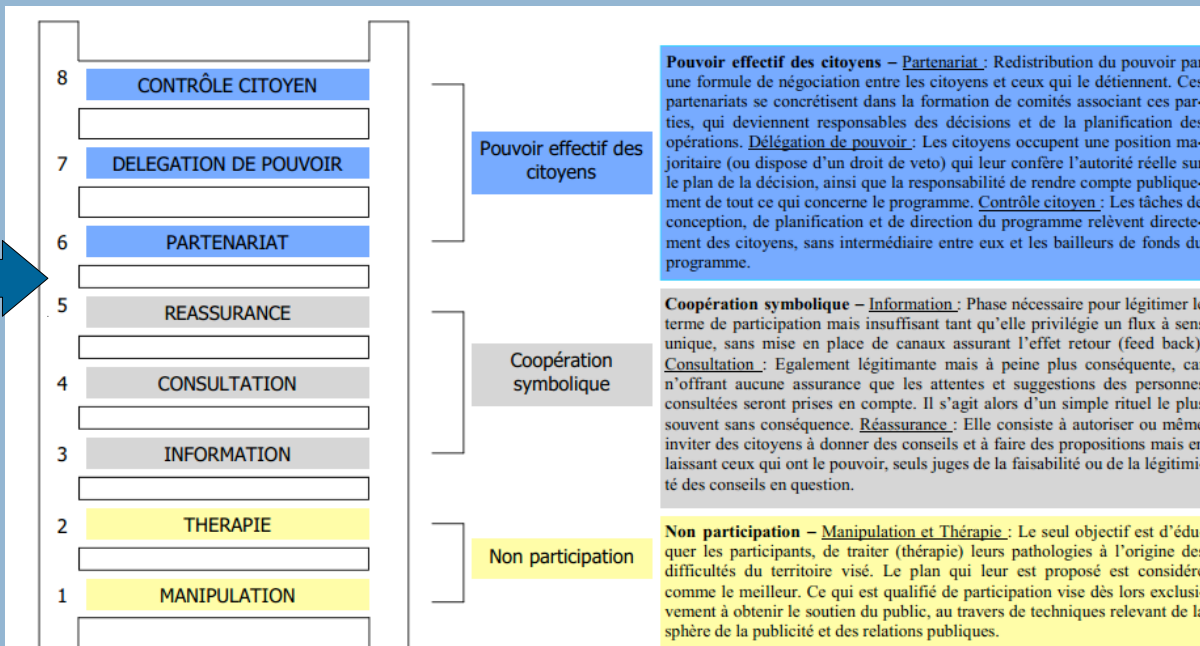 8
CONTRÔLE CITOYEN
7
DELEGATION DE POUVOIR
6
PARTENARIAT
5
REASSURANCE
4
CONSULTATION
3
INFORMATION
2
THERAPIE
1
MANIPULATION
Pouvoir effectif des
citoyens
Coopération
symbolique
Non participation
Pouvoir effectif des citoyens – Partenariat : Redistribution du pouvoir par
une formule de négociation entre les citoyens et ceux qui le détiennent. Ces
partenariats se concrétisent dans la formation de comités associant ces par-
ties, qui deviennent responsables des décisions et de la planification des
opérations. Délégation de pouvoir : Les citoyens occupent une position ma-
joritaire (ou dispose d'un droit de veto) qui leur confère l'autorité réelle sur
le plan de la décision, ainsi que la responsabilité de rendre compte publique-
ment de tout ce qui concerne le programme. Contrôle citoyen : Les tâches de
conception, de planification et de direction du programme relèvent directe-
ment des citoyens, sans intermédiaire entre eux et les bailleurs de fonds du
programme.
Coopération symbolique – Information : Phase nécessaire pour légitimer le
terme de participation mais insuffisant tant qu'elle privilégie un flux à sens
unique, sans mise en place de canaux assurant l'effet retour (feed back)
Consultation : Egalement légitimante mais à peine plus conséquente, car
n'offrant aucune assurance que les attentes et suggestions des personnes
consultées seront prises en compte. Il s'agit alors d'un simple rituel le plus
souvent sans conséquence. Réassurance : Elle consiste à autoriser ou même
inviter des citoyens à donner des conseils et à faire des propositions mais en
laissant ceux qui ont le pouvoir, seuls juges de la faisabilité ou de la légitimi-
té des conseils en question.
Non participation – Manipulation et Thérapie : Le seul objectif est d'édu-
quer les participants, de traiter (thérapie) leurs pathologies à l'origine des
difficultés du territoire visé. Le plan qui leur est proposé est considéré
comme le meilleur. Ce qui est qualifié de participation vise dès lors exclusi-
vement à obtenir le soutien du public, au travers de techniques relevant de la
sphère de la publicité et des relations publiques.